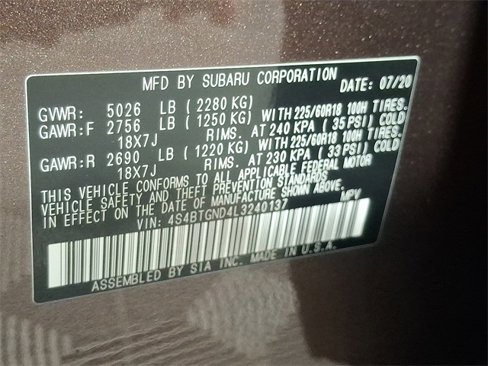 MFD BY SUBARU CORPORATION DATE: 07/20
GVWR: 5026 LB (2280 KG)
GAWR:F 2756 LB (1250 KG) WITH 225/60R18 100H TIRES.
18X7J RIMS. AT 240 KPA (35 PSI) COLD
GAWR:R 2690 LB (1220 KG) WITH 225/60R18 100H TIRES.
18X7J RIMS. AT 230 KPA (33 PSI) COLD
THIS VEHICLE CONFORMS TO ALL APPLICABLE FEDERAL MOTOR
VEHICLE SAFETY AND THEFT PREVENTION STANDARDS
IN EFFECT ON THE DATE OF MANUFACTURE SHOWN ABOVE.
VIN: 4S4BTGND4L3240137 MPV
ASSEMBLED BY SIA INC. MADE IN U.S.A.